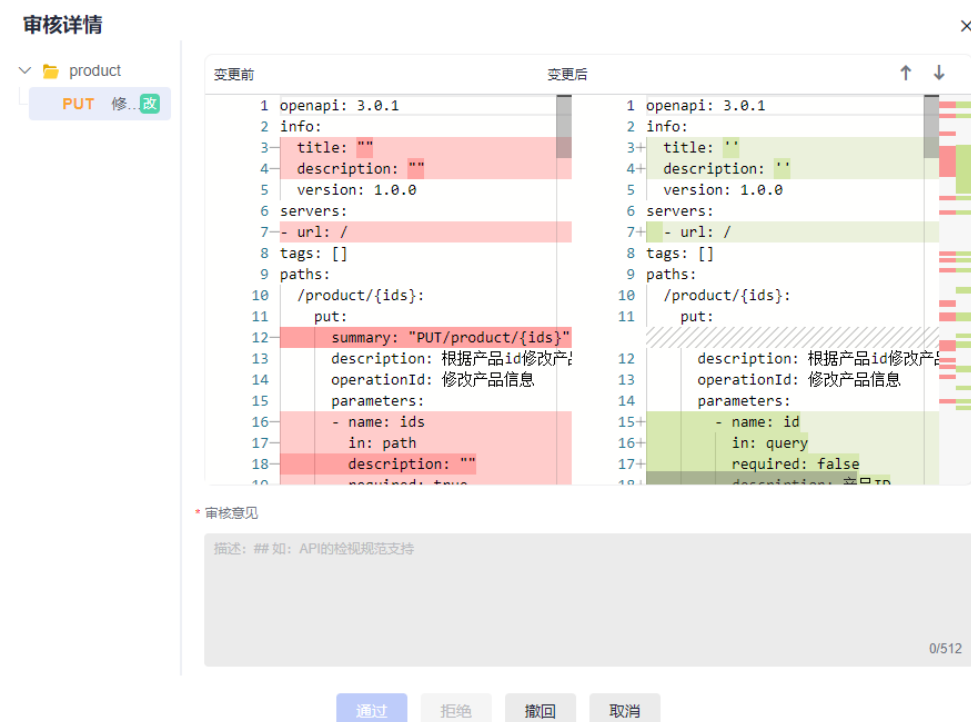 审核详情
product
PUT 修...改
变更前
变更后
1 openapi: 3.0.1
2 info:
3- title: ""
4- description: ""
5 version: 1.0.0
6 servers:
7- - url: /
8 tags: []
9 paths:
10 /product/{ids}:
11 put:
12- summary: "PUT/product/{ids}"
13 description: 根据产品id修改产
14 operationId: 修改产品信息
15 parameters:
16- - name: ids
17- in: path
18- description: ""
19- required: true
1 openapi: 3.0.1
2 info:
3+ title: ''
4+ description: ''
5 version: 1.0.0
6 servers:
7+ - url: /
8 tags: []
9 paths:
10 /product/{ids}:
11 put:
12 description: 根据产品id修改产品
13 operationId: 修改产品信息
14 parameters:
15+ - name: id
16+ in: query
17+ required: false
18+ description: 产品ID
* 审核意见
描述：## 如：API的检视规范支持
0/512
通过
拒绝
撤回
取消